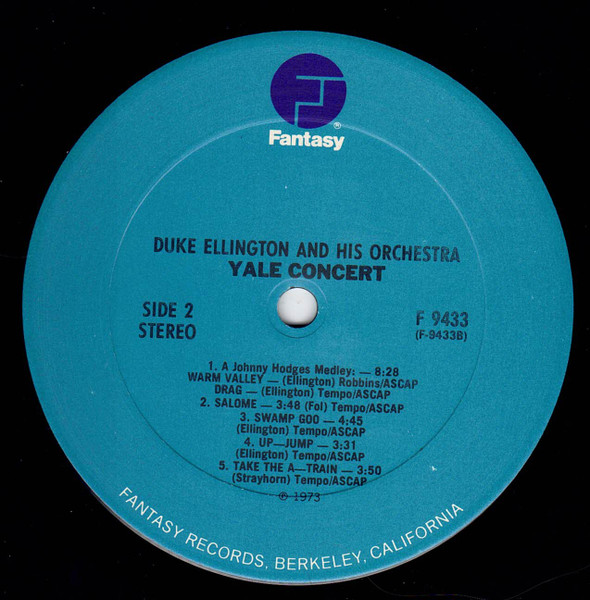 Fantasy®
DUKE ELLINGTON AND HIS ORCHESTRA
YALE CONCERT
SIDE 2
STEREO
F 9433
(F-9433B)
1. A Johnny Hodges Medley: — 8:28
WARM VALLEY — (Ellington) Robbins/ASCAP
DRAG — (Ellington) Tempo/ASCAP
2. SALOME — 3:48 (Fol) Tempo/ASCAP
3. SWAMP GOO — 4:45
(Ellington) Tempo/ASCAP
4. UP—JUMP — 3:31
(Ellington) Tempo/ASCAP
5. TAKE THE A—TRAIN — 3:50
(Strayhorn) Tempo/ASCAP
℗ 1973
FANTASY RECORDS, BERKELEY, CALIFORNIA